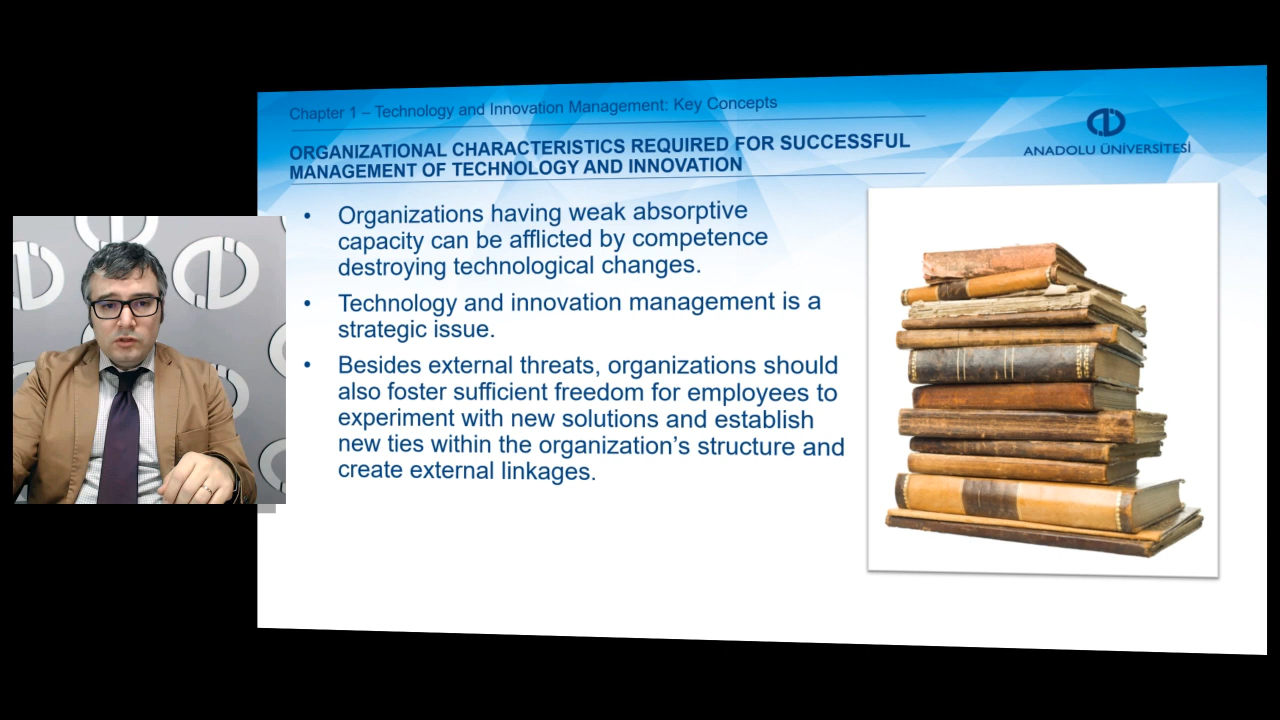 Chapter 1 – Technology and Innovation Management: Key Concepts
ORGANIZATIONAL CHARACTERISTICS REQUIRED FOR SUCCESSFUL
MANAGEMENT OF TECHNOLOGY AND INNOVATION
ANADOLU ÜNİVERSİTESİ
• Organizations having weak absorptive
capacity can be afflicted by competence
destroying technological changes.
• Technology and innovation management is a
strategic issue.
• Besides external threats, organizations should
also foster sufficient freedom for employees to
experiment with new solutions and establish
new ties within the organization’s structure and
create external linkages.